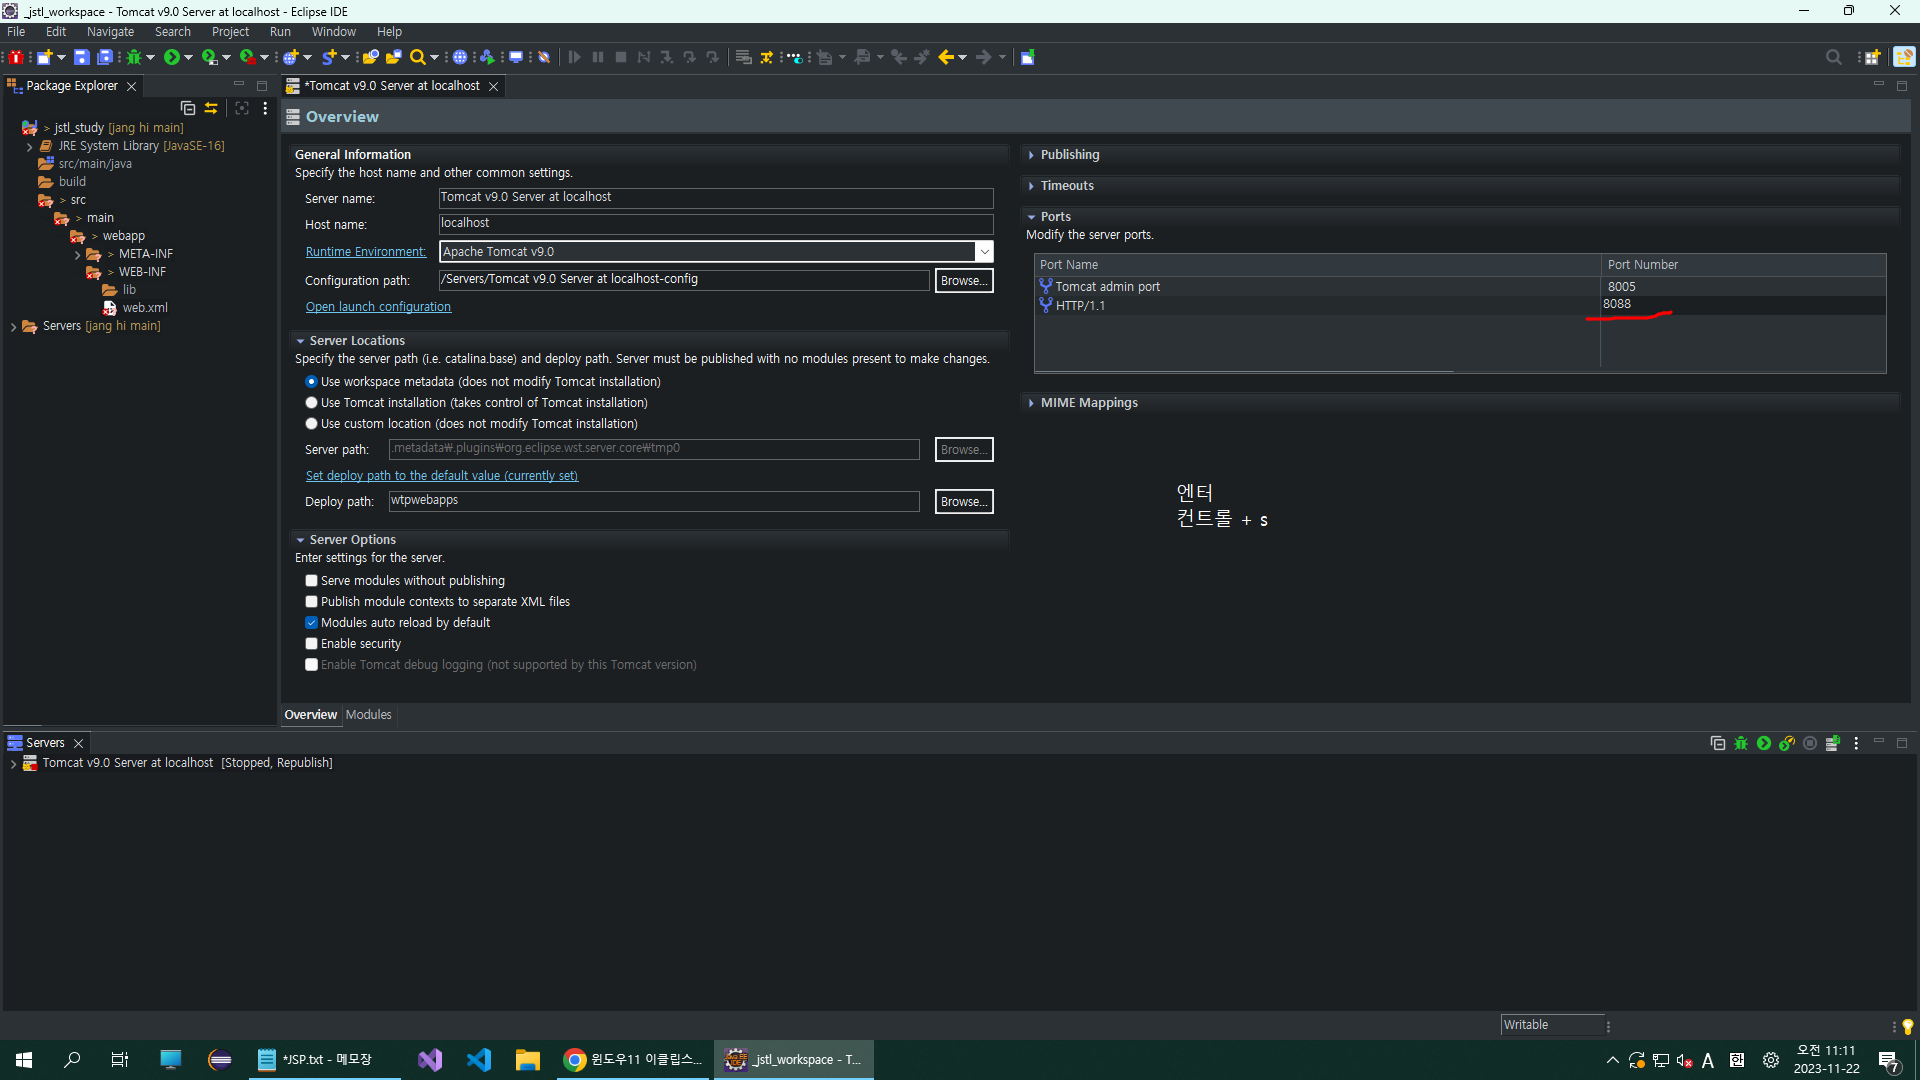 _jstl_workspace - Tomcat v9.0 Server at localhost - Eclipse IDE
File Edit Navigate Search Project Run Window Help
Package Explorer
*Tomcat v9.0 Server at localhost
> jstl_study [jang hi main]
JRE System Library [JavaSE-16]
src/main/java
build
> src
> main
> webapp
> META-INF
> WEB-INF
lib
web.xml
Servers [jang hi main]
Overview
General Information
Specify the host name and other common settings.
Server name: Tomcat v9.0 Server at localhost
Host name: localhost
Runtime Environment: Apache Tomcat v9.0
Configuration path: /Servers/Tomcat v9.0 Server at localhost-config Browse...
Open launch configuration
Server Locations
Specify the server path (i.e. catalina.base) and deploy path. Server must be published with no modules present to make changes.
Use workspace metadata (does not modify Tomcat installation)
Use Tomcat installation (takes control of Tomcat installation)
Use custom location (does not modify Tomcat installation)
Server path: .metadata₩.plugins₩org.eclipse.wst.server.core₩tmp0 Browse...
Set deploy path to the default value (currently set)
Deploy path: wtpwebapps Browse...
Server Options
Enter settings for the server.
Serve modules without publishing
Publish module contexts to separate XML files
Modules auto reload by default
Enable security
Enable Tomcat debug logging (not supported by this Tomcat version)
Publishing
Timeouts
Ports
Modify the server ports.
Port Name Port Number
Tomcat admin port 8005
HTTP/1.1 8088
MIME Mappings
엔터
컨트롤 + s
Overview Modules
Servers
Tomcat v9.0 Server at localhost [Stopped, Republish]
Writable
*JSP.txt - 메모장
윈도우11 이클립스...
_jstl_workspace - T...
A 한
오전 11:11
2023-11-22
7